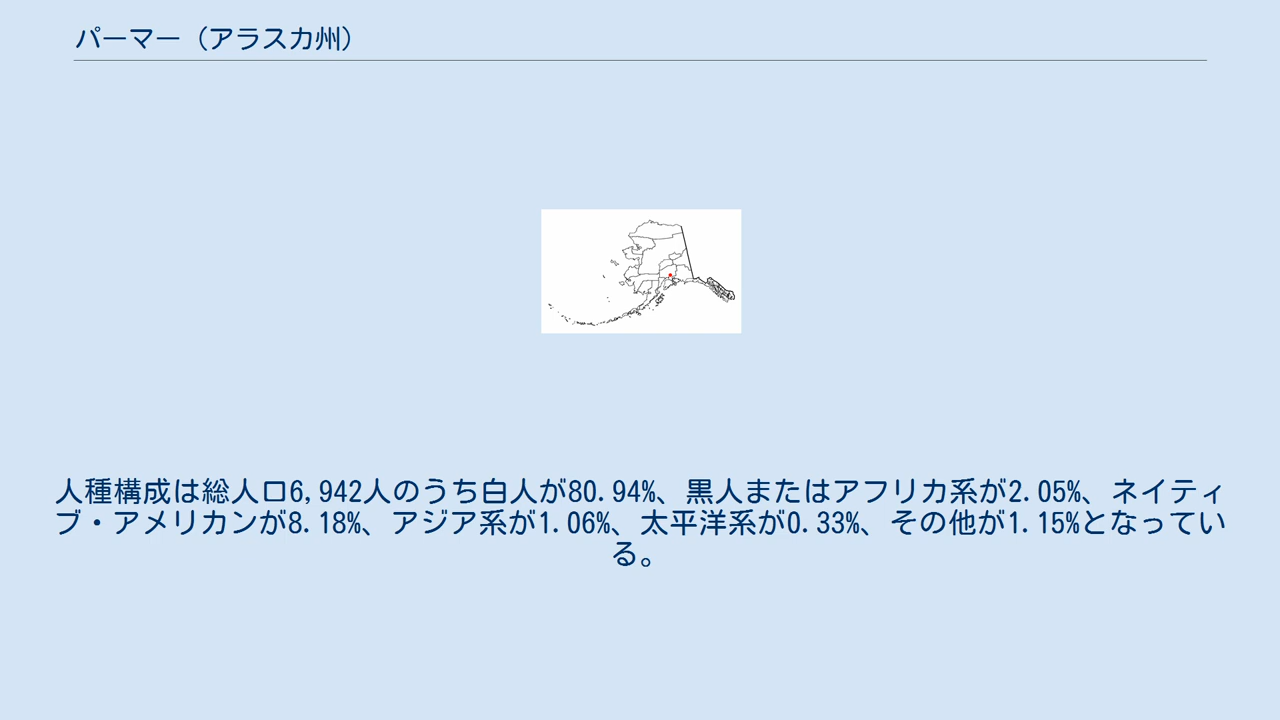 パーマー（アラスカ州）
人種構成は総人口6,942人のうち白人が80.94%、黒人またはアフリカ系が2.05%、ネイティ
ブ・アメリカンが8.18%、アジア系が1.06%、太平洋系が0.33%、その他が1.15%となってい
る。